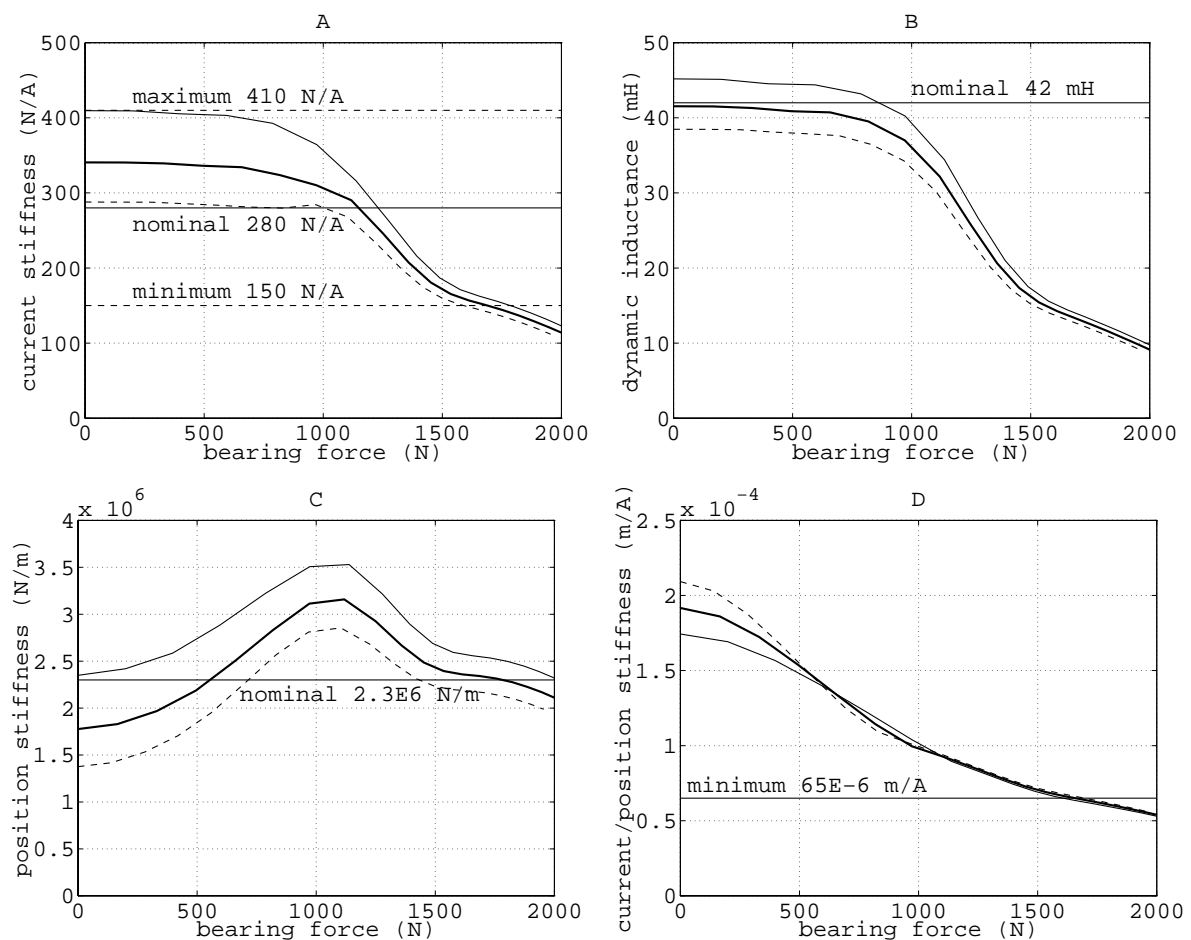 A
current stiffness (N/A)
500
400
300
200
100
0
maximum 410 N/A
nominal 280 N/A
minimum 150 N/A
0 500 1000 1500 2000
bearing force (N)
B
dynamic inductance (mH)
50
40
30
20
10
0
nominal 42 mH
0 500 1000 1500 2000
bearing force (N)
C
x 10^6
position stiffness (N/m)
4
3.5
3
2.5
2
1.5
1
0.5
0
nominal 2.3E6 N/m
0 500 1000 1500 2000
bearing force (N)
D
x 10^-4
current/position stiffness (m/A)
2.5
2
1.5
1
0.5
0
minimum 65E-6 m/A
0 500 1000 1500 2000
bearing force (N)